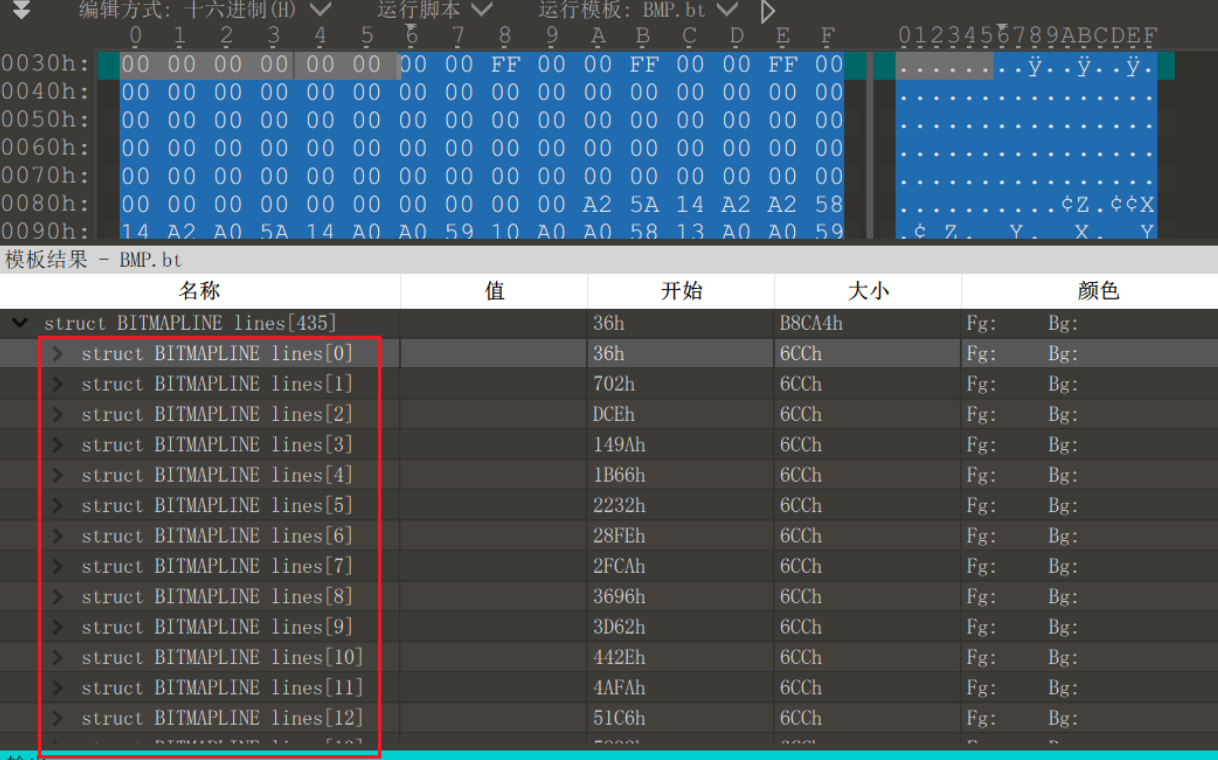 编辑方式: 十六进制(H) 运行脚本 运行模板: BMP.bt
0 1 2 3 4 5 6 7 8 9 A B C D E F 0123456789ABCDEF
0030h: 00 00 00 00 00 00 00 00 FF 00 00 FF 00 00 FF 00 ........ÿ..ÿ..ÿ.
0040h: 00 00 00 00 00 00 00 00 00 00 00 00 00 00 00 00 ................
0050h: 00 00 00 00 00 00 00 00 00 00 00 00 00 00 00 00 ................
0060h: 00 00 00 00 00 00 00 00 00 00 00 00 00 00 00 00 ................
0070h: 00 00 00 00 00 00 00 00 00 00 00 00 00 00 00 00 ................
0080h: 00 00 00 00 00 00 00 00 00 00 A2 5A 14 A2 A2 58 ..........¢Z.¢¢X
0090h: 14 A2 A0 5A 14 A0 A0 59 10 A0 A0 58 13 A0 A0 59 .¢ Z.  Y.  X.  Y
模板结果 - BMP.bt
名称 值 开始 大小 颜色
struct BITMAPLINE lines[435] 36h B8CA4h Fg: Bg:
struct BITMAPLINE lines[0] 36h 6CCh Fg: Bg:
struct BITMAPLINE lines[1] 702h 6CCh Fg: Bg:
struct BITMAPLINE lines[2] DCEh 6CCh Fg: Bg:
struct BITMAPLINE lines[3] 149Ah 6CCh Fg: Bg:
struct BITMAPLINE lines[4] 1B66h 6CCh Fg: Bg:
struct BITMAPLINE lines[5] 2232h 6CCh Fg: Bg:
struct BITMAPLINE lines[6] 28FEh 6CCh Fg: Bg:
struct BITMAPLINE lines[7] 2FCAh 6CCh Fg: Bg:
struct BITMAPLINE lines[8] 3696h 6CCh Fg: Bg:
struct BITMAPLINE lines[9] 3D62h 6CCh Fg: Bg:
struct BITMAPLINE lines[10] 442Eh 6CCh Fg: Bg:
struct BITMAPLINE lines[11] 4AFAh 6CCh Fg: Bg:
struct BITMAPLINE lines[12] 51C6h 6CCh Fg: Bg: